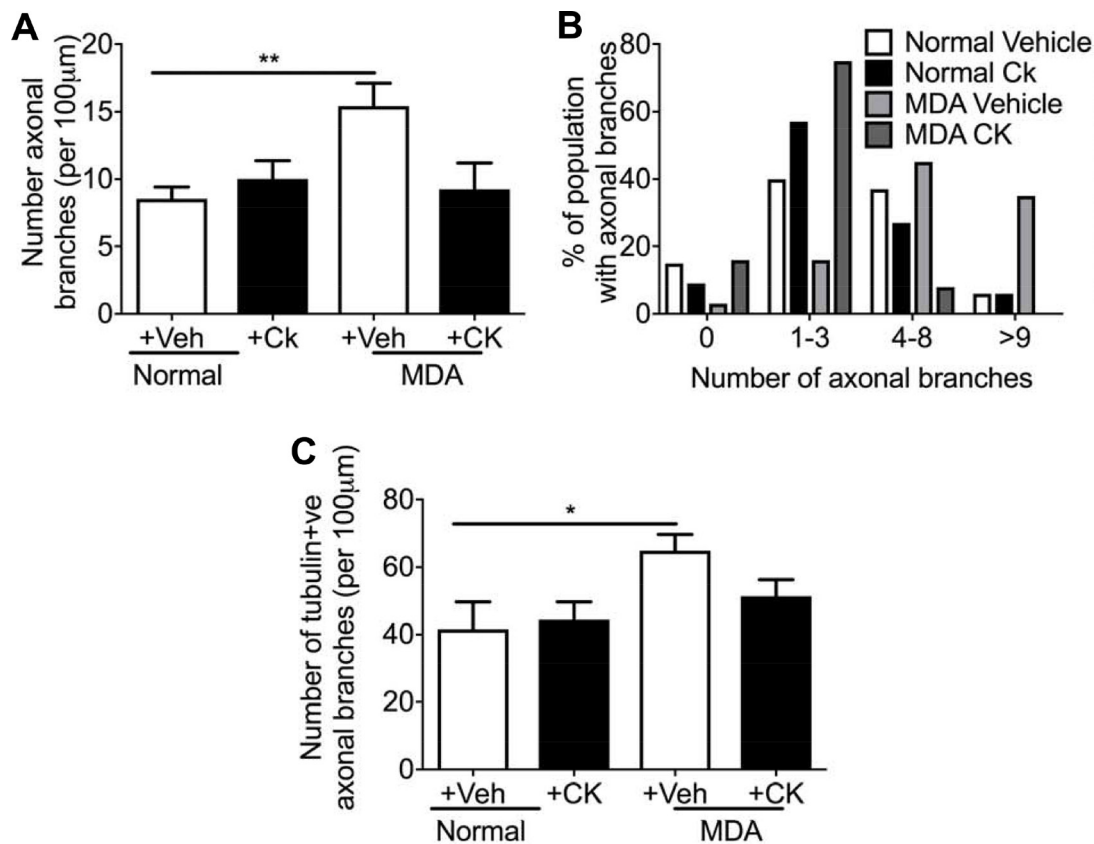 A
Number axonal
branches (per 100μm)
20
15
10
5
0
**
+Veh +Ck +Veh +CK
Normal MDA
B
% of population
with axonal branches
80
60
40
20
0
Normal Vehicle
Normal Ck
MDA Vehicle
MDA CK
0 1-3 4-8 >9
Number of axonal branches
C
Number of tubulin+ve
axonal branches (per 100μm)
80
60
40
20
0
*
+Veh +CK +Veh +CK
Normal MDA